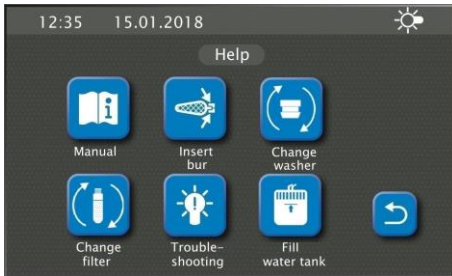 12:35 15.01.2018
Help
Manual
Insert
bur
Change
washer
Change
filter
Trouble-
shooting
Fill
water tank